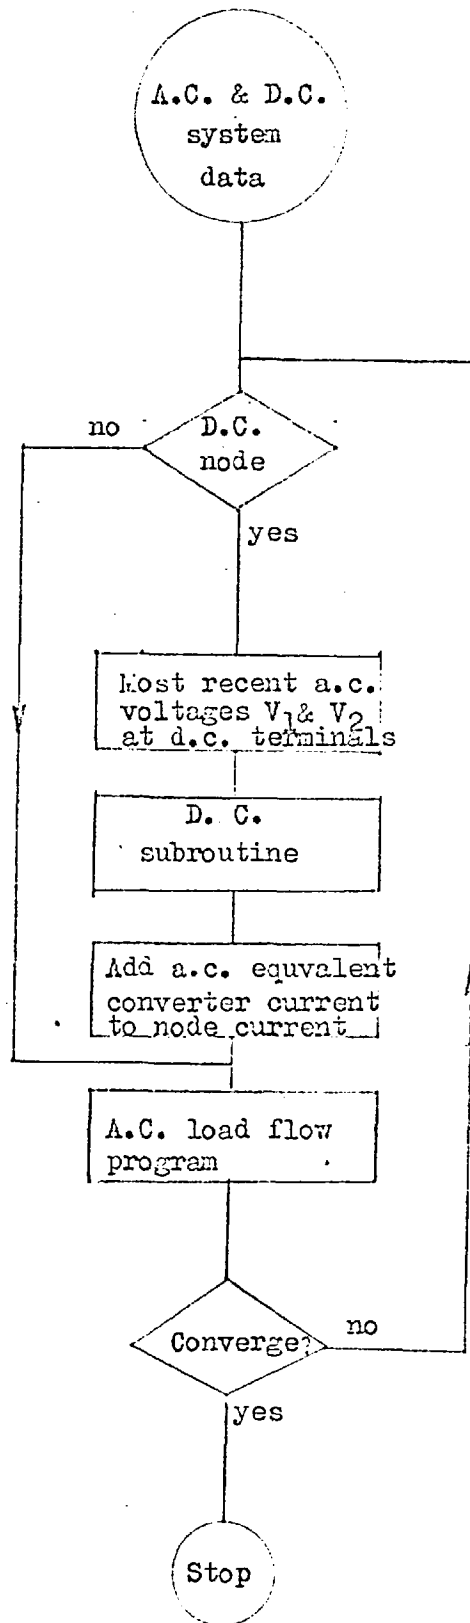 A.C. & D.C.
system
data
no
D.C.
node
yes
Most recent a.c.
voltages V1& V2
at d.c. terminals
D. C.
subroutine
Add a.c. equvalent
converter current
to node current
A.C. load flow
program
Converge?
no
yes
Stop